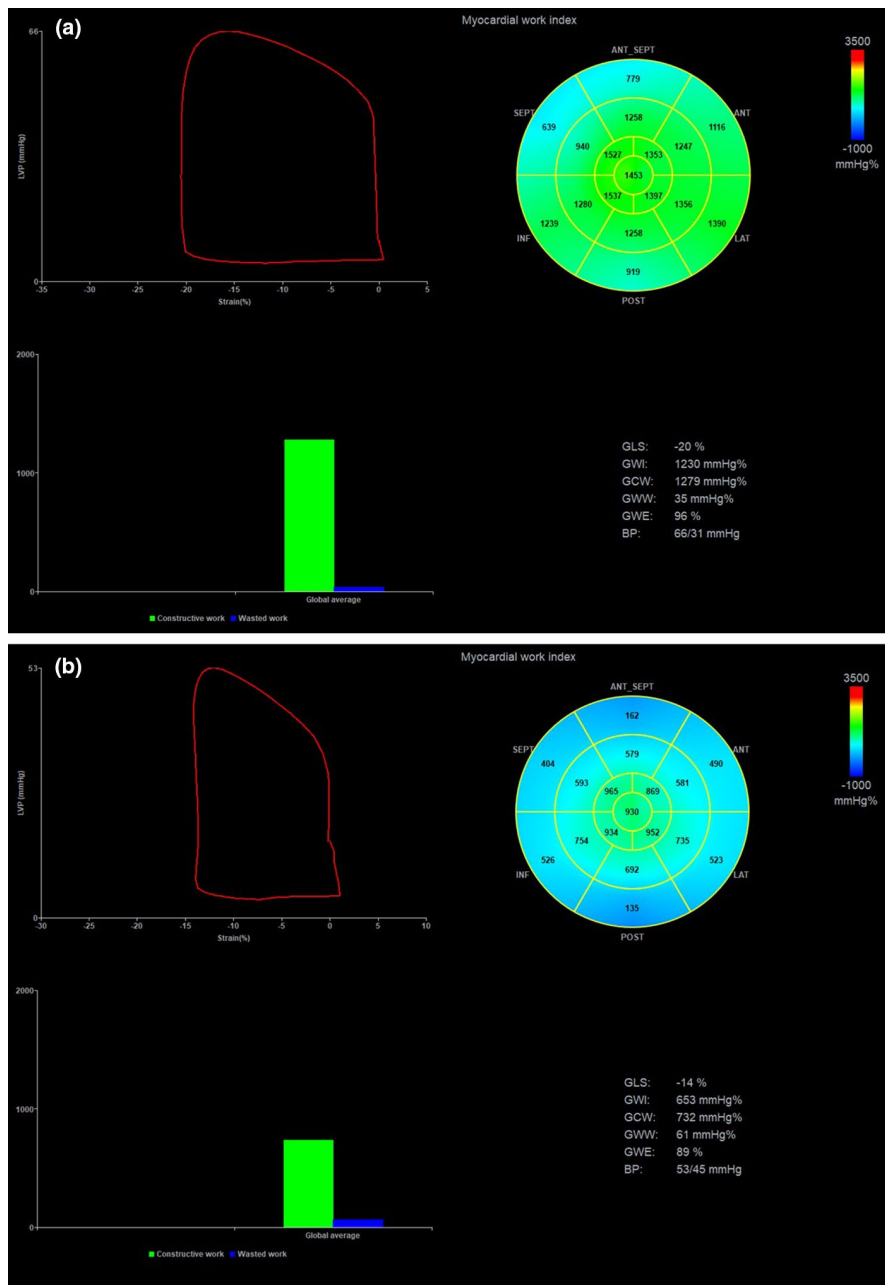 (a)
Myocardial work index
66
LVP (mmHg)
0
-35 -30 -25 -20 -15 -10 -5 0 5
Strain(%)
ANT_SEPT
SEPT
ANT
INF
LAT
POST
779
639
1116
1258
940
1247
1527
1353
1453
1280
1537
1397
1356
1239
1258
1390
919
3500
-1000
mmHg%
2000
1000
0
Global average
Constructive work Wasted work
GLS: -20 %
GWI: 1230 mmHg%
GCW: 1279 mmHg%
GWW: 35 mmHg%
GWE: 96 %
BP: 66/31 mmHg
(b)
Myocardial work index
53
LVP (mmHg)
0
-30 -25 -20 -15 -10 -5 0 5 10
Strain(%)
ANT_SEPT
SEPT
ANT
INF
LAT
POST
162
404
490
579
593
581
965
869
930
754
934
952
735
526
692
523
135
3500
-1000
mmHg%
2000
1000
0
Global average
Constructive work Wasted work
GLS: -14 %
GWI: 653 mmHg%
GCW: 732 mmHg%
GWW: 61 mmHg%
GWE: 89 %
BP: 53/45 mmHg